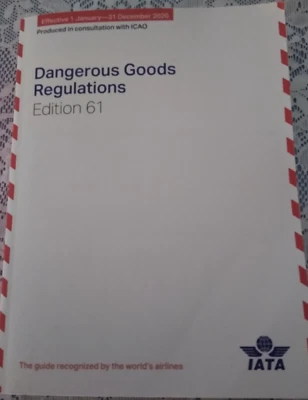 Effective 1 January—31 December 2020
Produced in consultation with ICAO
Dangerous Goods
Regulations
Edition 61
IATA
The guide recognized by the world's airlines